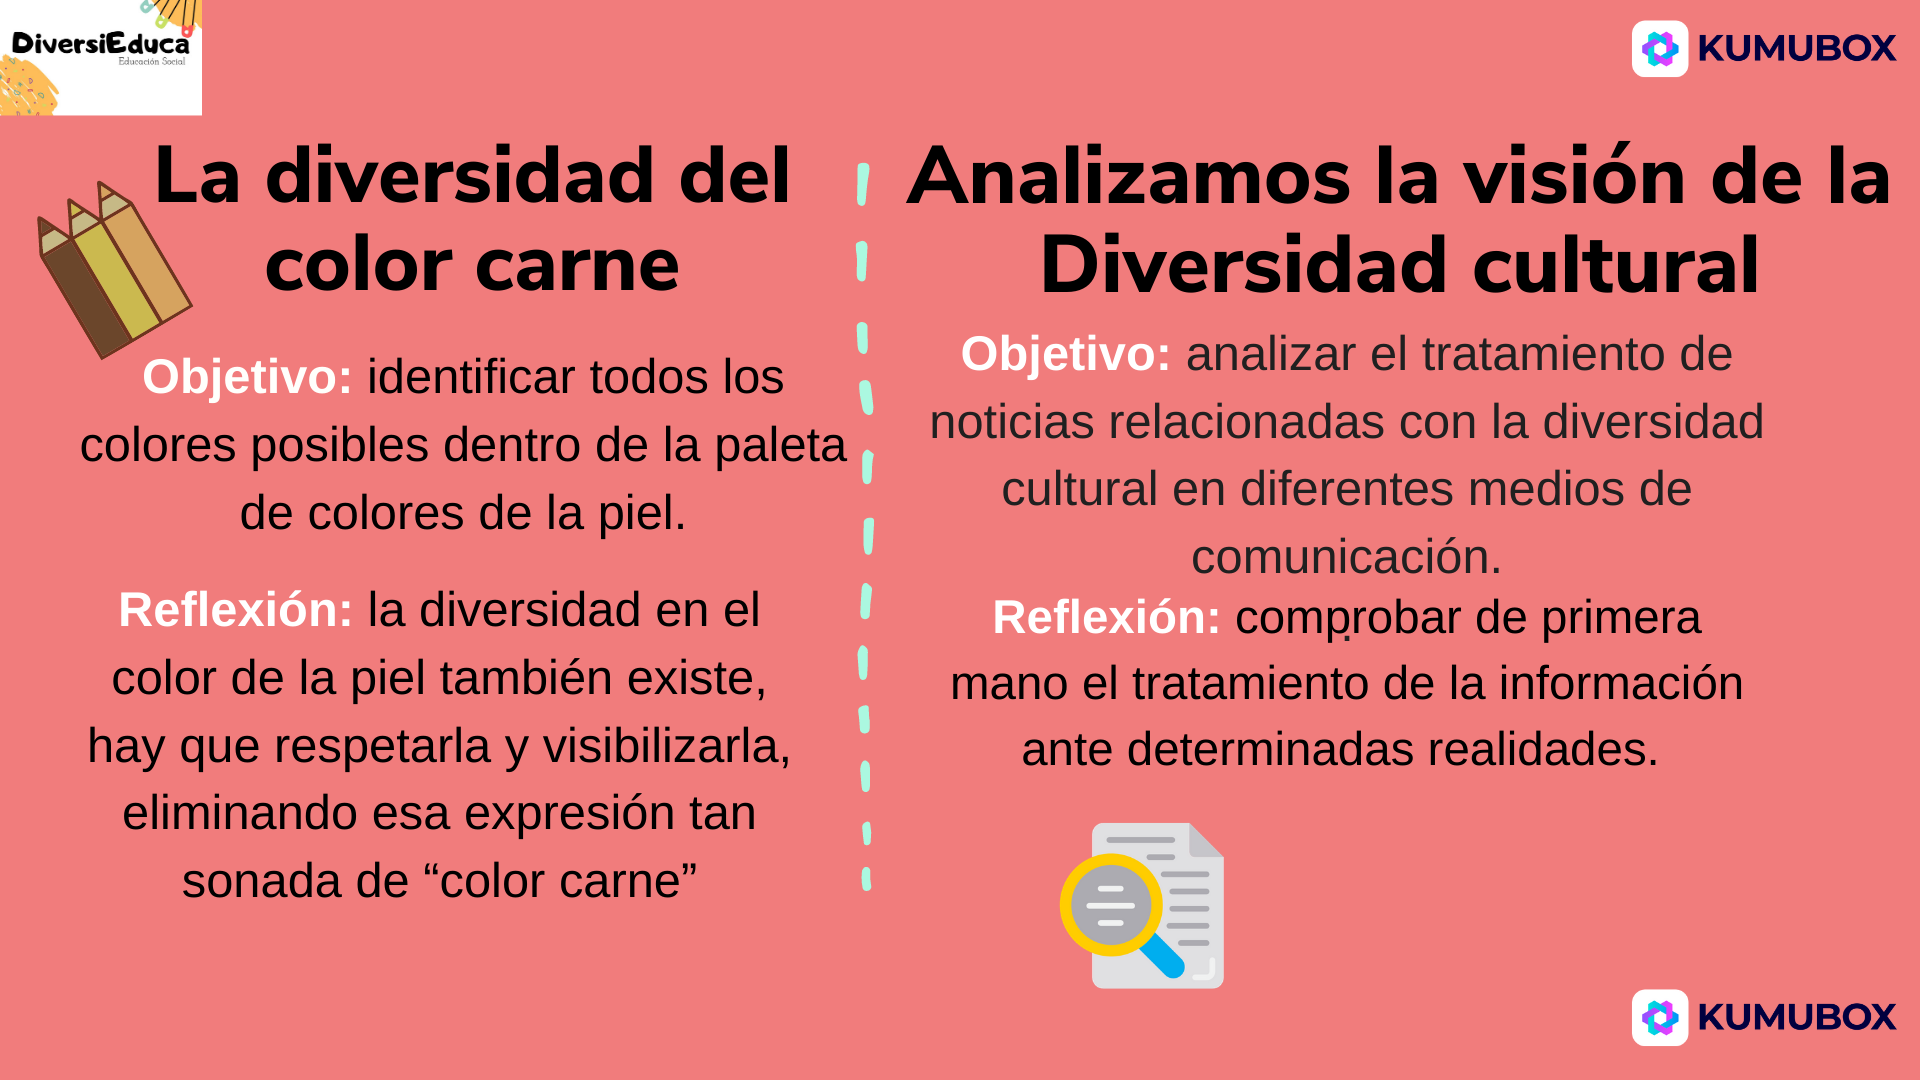 DiversiEduca
Educación Social
KUMUBOX
La diversidad del
color carne
Objetivo: identificar todos los
colores posibles dentro de la paleta
de colores de la piel.
Reflexión: la diversidad en el
color de la piel también existe,
hay que respetarla y visibilizarla,
eliminando esa expresión tan
sonada de “color carne”
Analizamos la visión de la
Diversidad cultural
Objetivo: analizar el tratamiento de
noticias relacionadas con la diversidad
cultural en diferentes medios de
comunicación.
.
Reflexión: comprobar de primera
mano el tratamiento de la información
ante determinadas realidades.
KUMUBOX